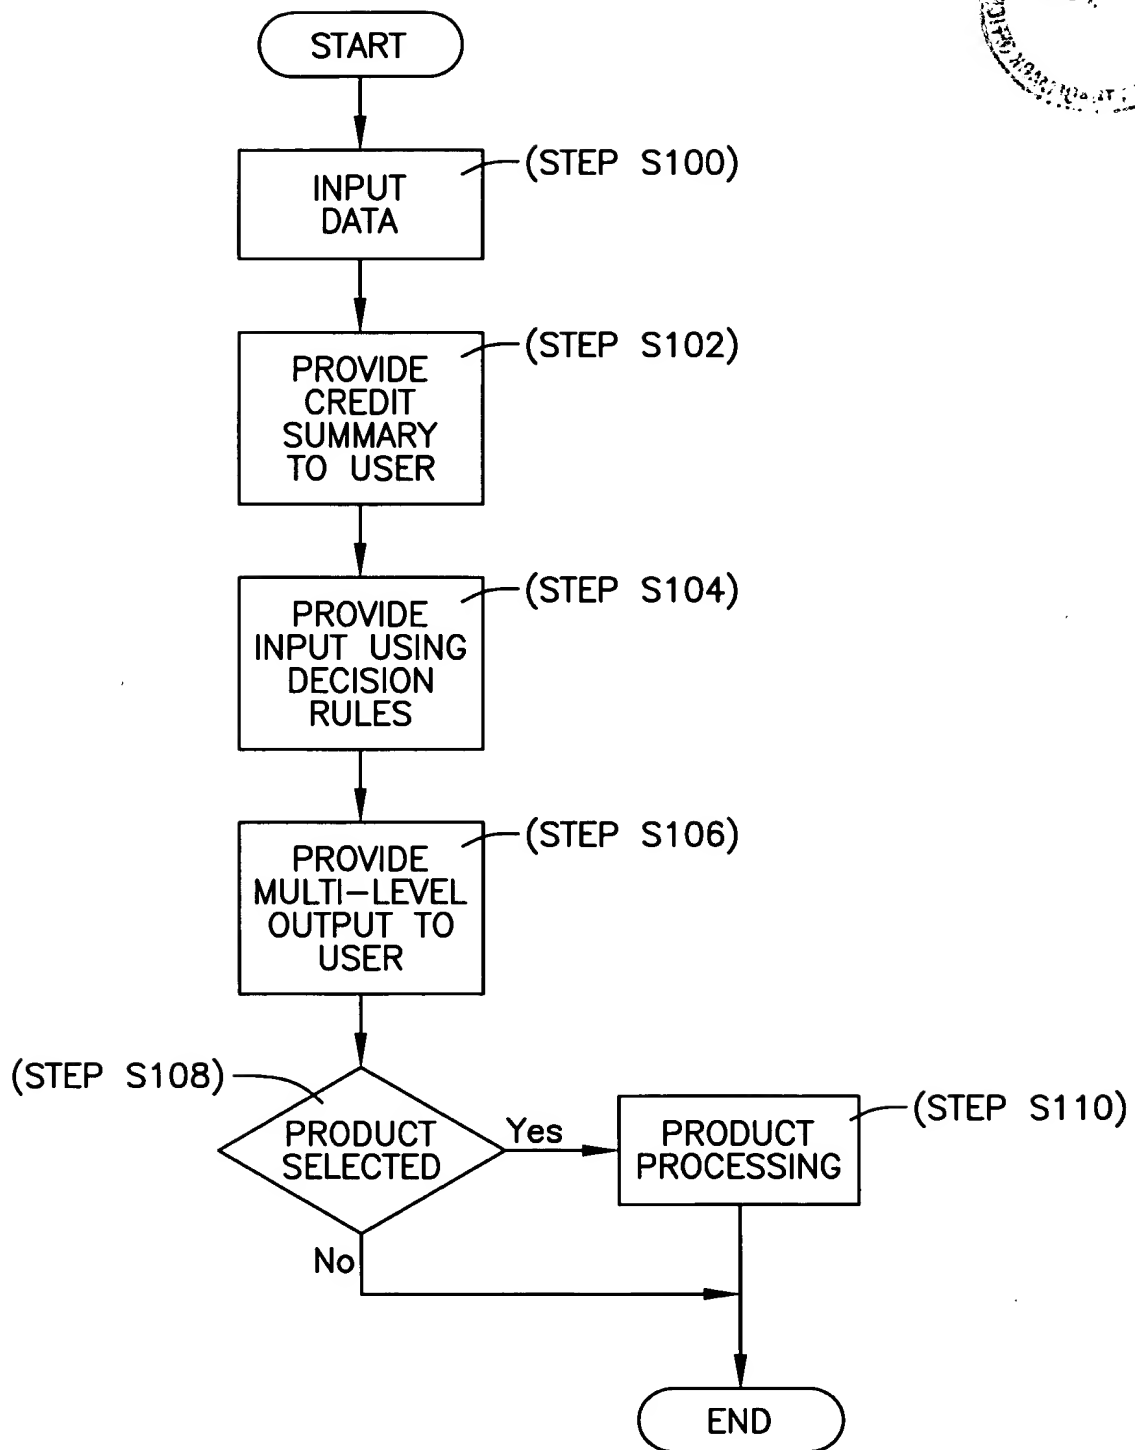 START
INPUT
DATA
(STEP S100)
PROVIDE
CREDIT
SUMMARY
TO USER
(STEP S102)
PROVIDE
INPUT USING
DECISION
RULES
(STEP S104)
PROVIDE
MULTI-LEVEL
OUTPUT TO
USER
(STEP S106)
(STEP S108)
PRODUCT
SELECTED
Yes
No
PRODUCT
PROCESSING
(STEP S110)
END